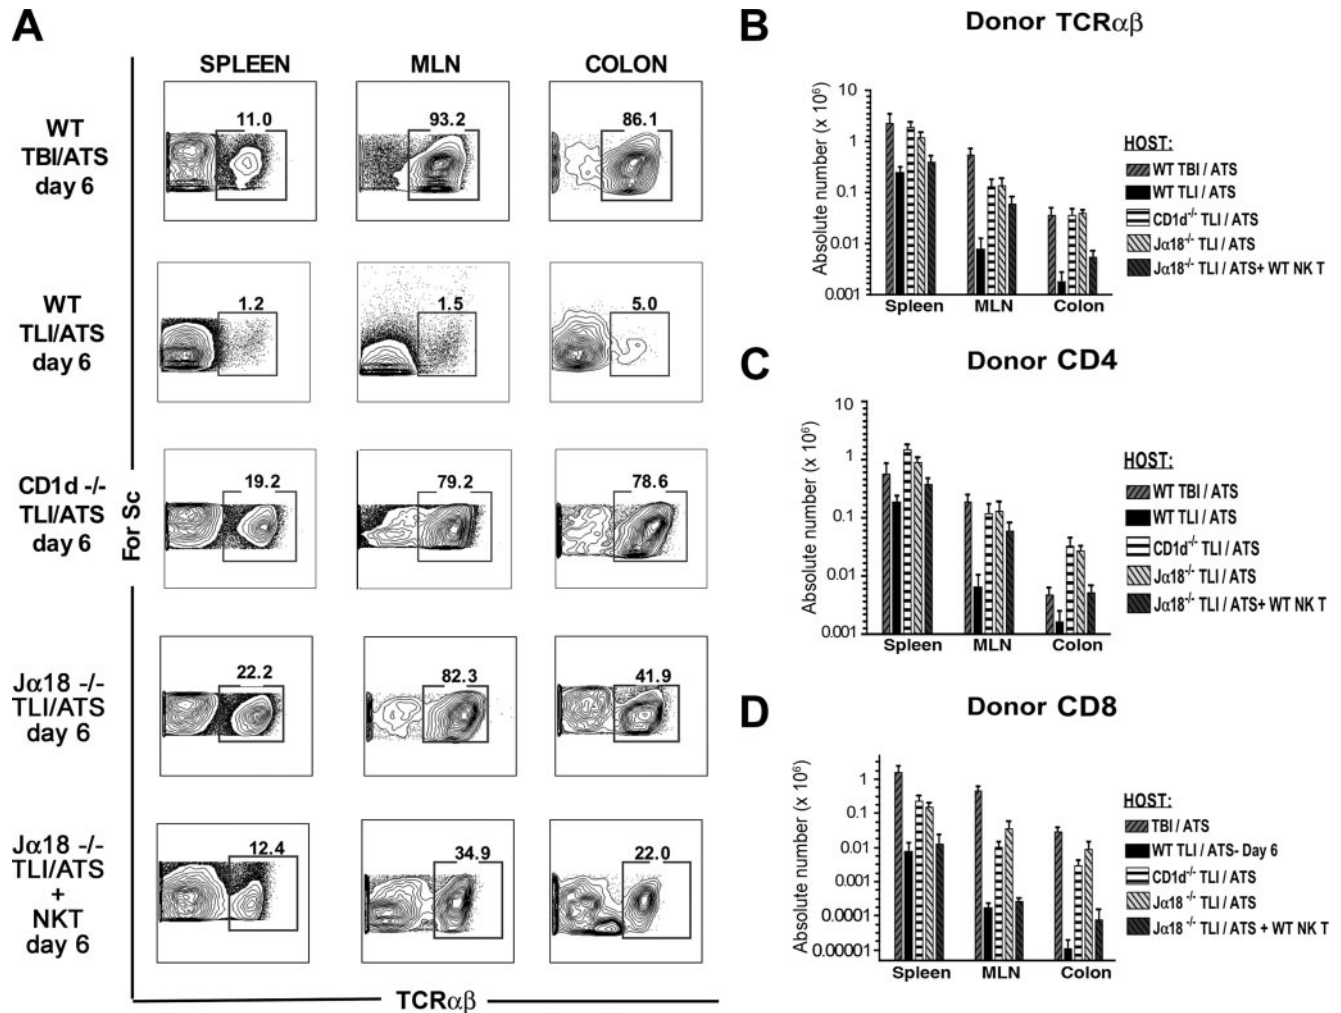 A
SPLEEN MLN COLON
WT
TBI/ATS
day 6
11.0 93.2 86.1
WT
TLI/ATS
day 6
1.2 1.5 5.0
CD1d -/-
TLI/ATS
day 6
19.2 79.2 78.6
For Sc
Jα18 -/-
TLI/ATS
day 6
22.2 82.3 41.9
Jα18 -/-
TLI/ATS
+
NKT
day 6
12.4 34.9 22.0
TCRαβ
B
Donor TCRαβ
Absolute number (x 10⁶)
10
1
0.1
0.01
0.001
Spleen MLN Colon
HOST:
WT TBI / ATS
WT TLI / ATS
CD1d⁻/⁻ TLI / ATS
Jα18⁻/⁻ TLI / ATS
Jα18⁻/⁻ TLI / ATS+ WT NK T
C
Donor CD4
Absolute number (x 10⁶)
10
1
0.1
0.01
0.001
Spleen MLN Colon
HOST:
WT TBI / ATS
WT TLI / ATS
CD1d⁻/⁻ TLI / ATS
Jα18⁻/⁻ TLI / ATS
Jα18⁻/⁻ TLI / ATS+ WT NK T
D
Donor CD8
Absolute number (x 10⁶)
1
0.1
0.01
0.001
0.0001
0.00001
Spleen MLN Colon
HOST:
TBI / ATS
WT TLI / ATS- Day 6
CD1d⁻/⁻ TLI / ATS
Jα18 ⁻/⁻ TLI / ATS
Jα18 ⁻/⁻ TLI / ATS + WT NK T